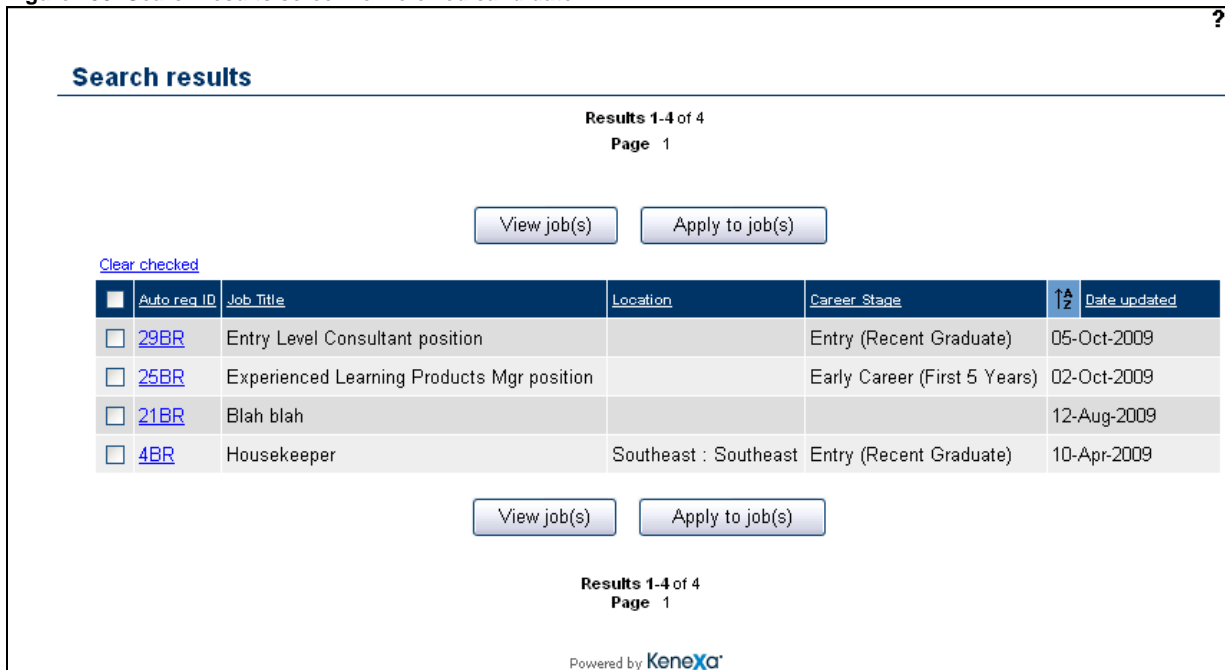 ?
Search results
Results 1-4 of 4
Page 1
View job(s) Apply to job(s)
Clear checked
Auto req ID Job Title Location Career Stage Date updated
29BR Entry Level Consultant position Entry (Recent Graduate) 05-Oct-2009
25BR Experienced Learning Products Mgr position Early Career (First 5 Years) 02-Oct-2009
21BR Blah blah 12-Aug-2009
4BR Housekeeper Southeast : Southeast Entry (Recent Graduate) 10-Apr-2009
View job(s) Apply to job(s)
Results 1-4 of 4
Page 1
Powered by Kenexa